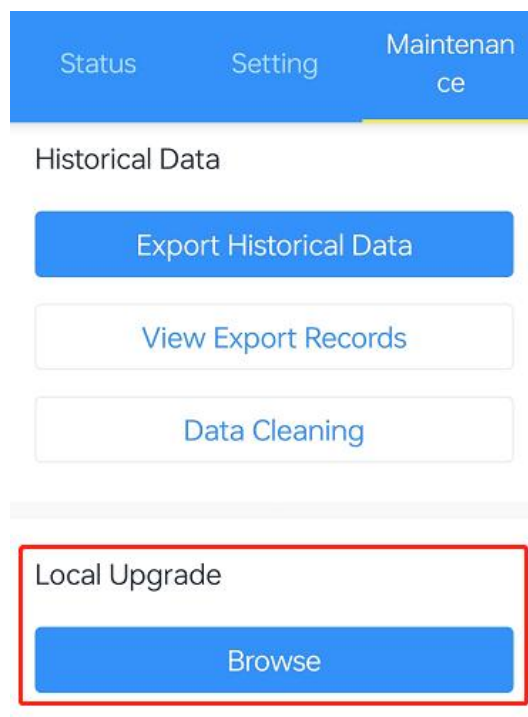 Status Setting Maintenan
ce
Historical Data
Export Historical Data
View Export Records
Data Cleaning
Local Upgrade
Browse